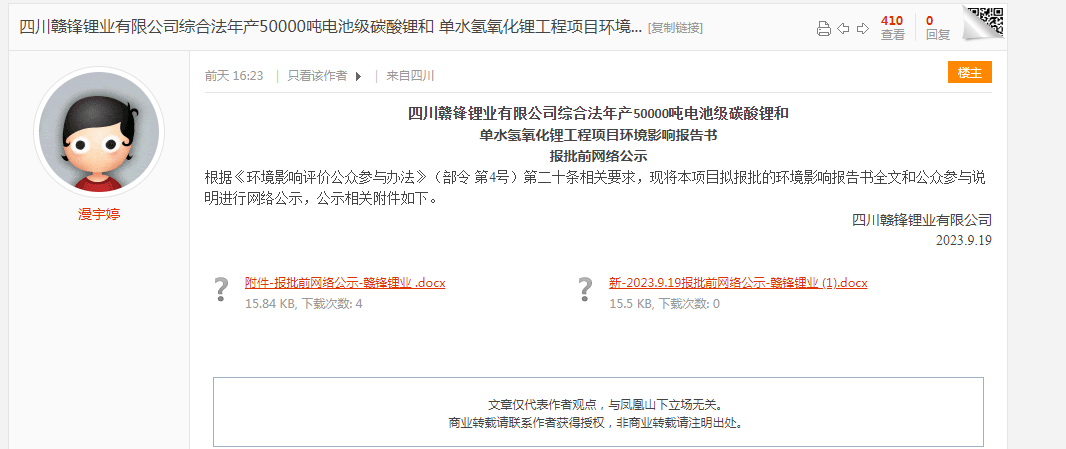 四川赣锋锂业有限公司综合法年产50000吨电池级碳酸锂和 单水氢氧化锂工程项目环境... [复制链接]
410
查看
0
回复
前天 16:23 | 只看该作者 | 来自四川
楼主
四川赣锋锂业有限公司综合法年产50000吨电池级碳酸锂和
单水氢氧化锂工程项目环境影响报告书
报批前网络公示
根据《环境影响评价公众参与办法》（部令 第4号）第二十条相关要求，现将本项目拟报批的环境影响报告书全文和公众参与说
明进行网络公示，公示相关附件如下。
漫宇婷
四川赣锋锂业有限公司
2023.9.19
附件-报批前网络公示-赣锋锂业 .docx
15.84 KB, 下载次数: 4
新-2023.9.19报批前网络公示-赣锋锂业 (1).docx
15.5 KB, 下载次数: 0
文章仅代表作者观点，与凤凰山下立场无关。
商业转载请联系作者获得授权，非商业转载请注明出处。